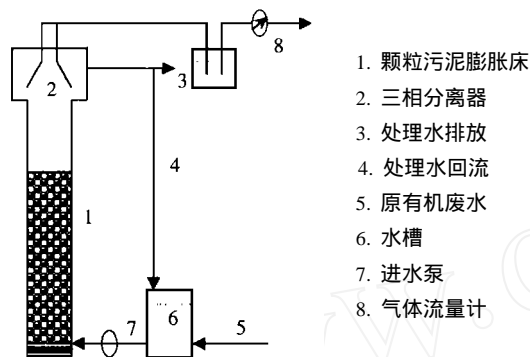 8
3
2
4
1
7
6
5
1. 颗粒污泥膨胀床
2. 三相分离器
3. 处理水排放
4. 处理水回流
5. 原有机废水
6. 水槽
7. 进水泵
8. 气体流量计